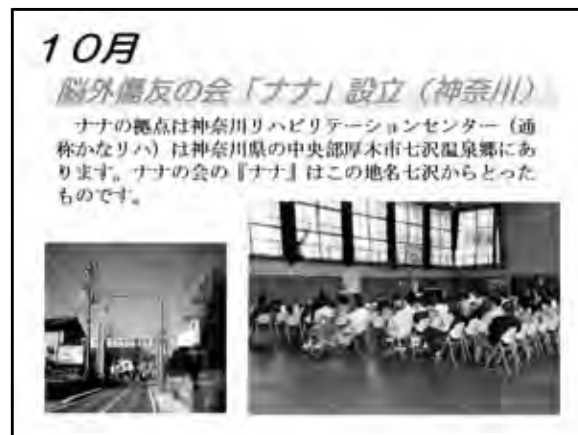 10月
脳外傷友の会「ナナ」設立（神奈川）
ナナの拠点は神奈川リハビリテーションセンター（通
称かなリハ）は神奈川県の中央部厚木市七沢温泉郷にあ
ります。ナナの会の『ナナ』はこの地名七沢からとった
ものです。